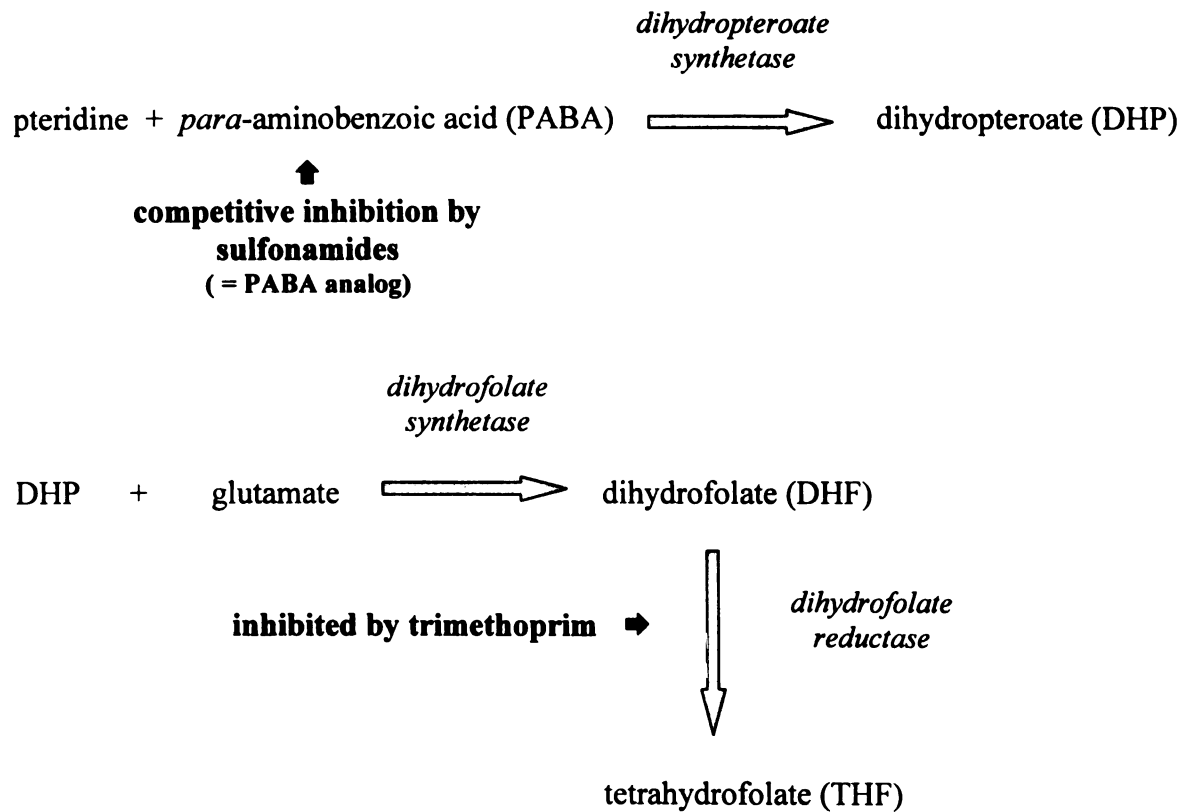 dihydropteroate
synthetase
pteridine + para-aminobenzoic acid (PABA) dihydropteroate (DHP)
competitive inhibition by
sulfonamides
( = PABA analog)
dihydrofolate
synthetase
DHP + glutamate dihydrofolate (DHF)
inhibited by trimethoprim
dihydrofolate
reductase
tetrahydrofolate (THF)